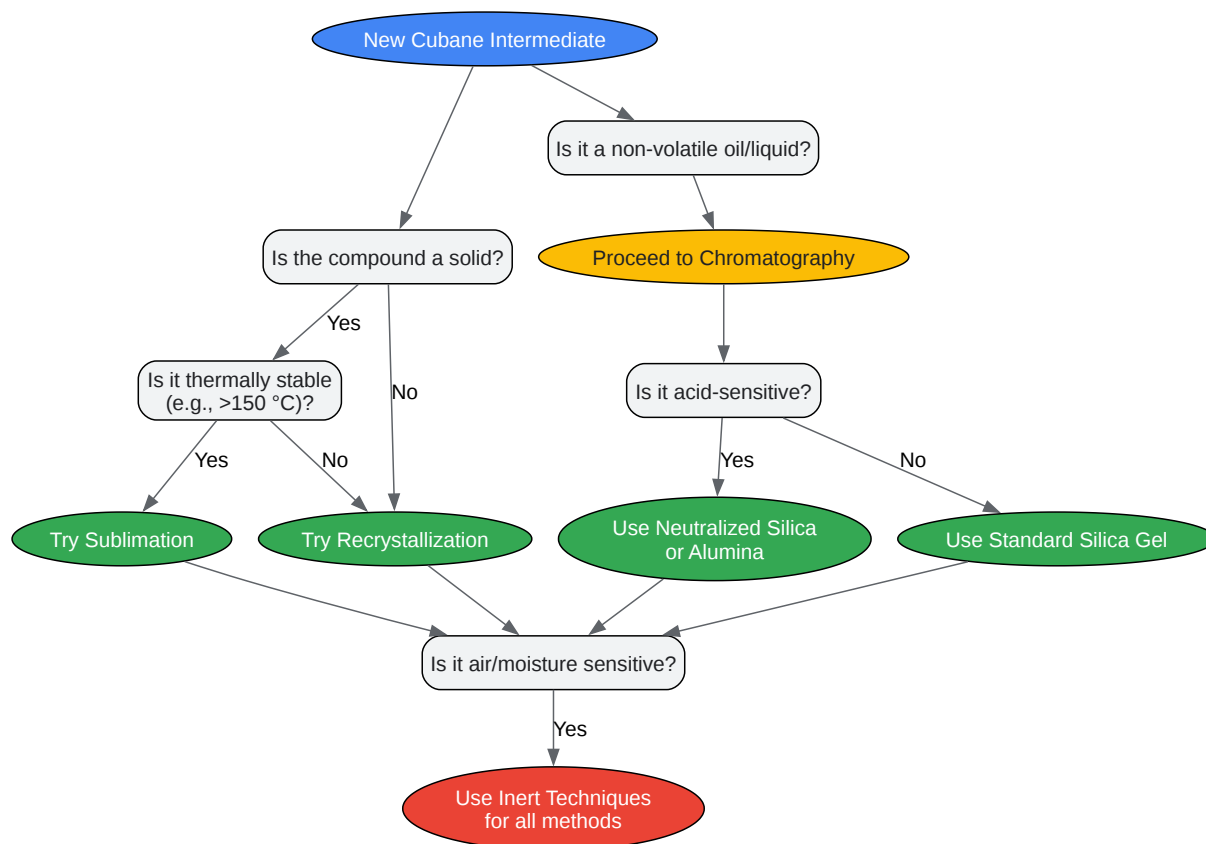 New Cubane Intermediate
Is it a non-volatile oil/liquid?
Is the compound a solid?
Proceed to Chromatography
Yes
Is it thermally stable
(e.g., >150 °C)?
No
Is it acid-sensitive?
Yes
No
Yes
No
Try Sublimation
Try Recrystallization
Use Neutralized Silica
or Alumina
Use Standard Silica Gel
Is it air/moisture sensitive?
Yes
Use Inert Techniques
for all methods